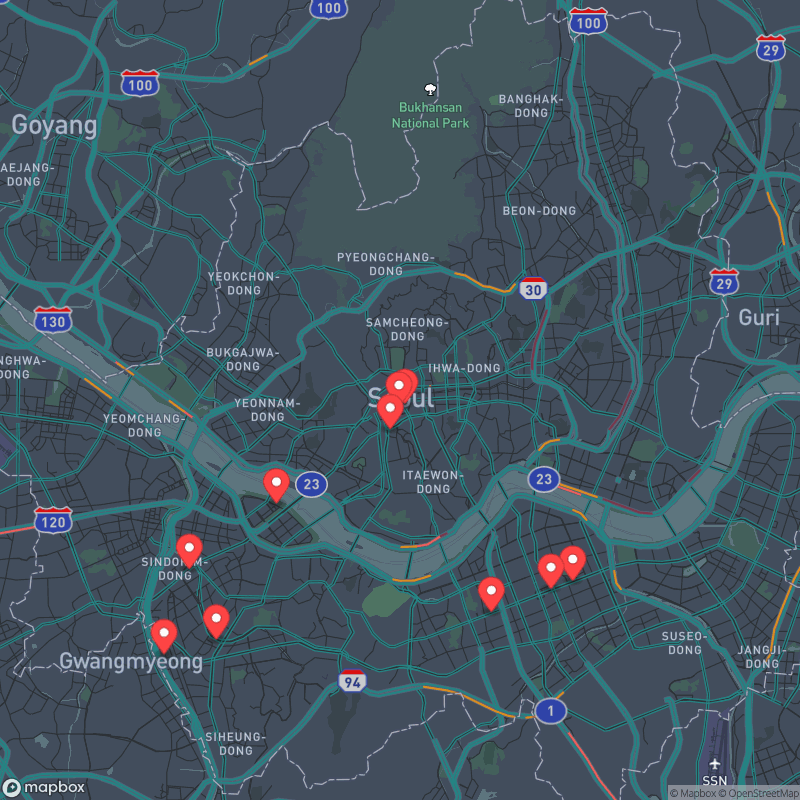 100
100
29
100
Bukhansan
National Park
BANGHAK-
DONG
Goyang
AEJANG-
DONG
BEON-DONG
PYEONGCHANG-
DONG
YEOKCHON-
DONG
30
29
130
SAMCHEONG-
DONG
Guri
NGHWA-
DONG
BUKGAJWA-
DONG
IHWA-DONG
YEONNAM-
DONG
YEOMCHANG-
DONG
ITAEWON-
DONG
23
23
120
DONG
SUSEO-
DONG
JANGJI-
DONG
Gwangmyeong
94
1
SIHEUNG-
DONG
SSN
mapbox
© Mapbox © OpenStreetMap